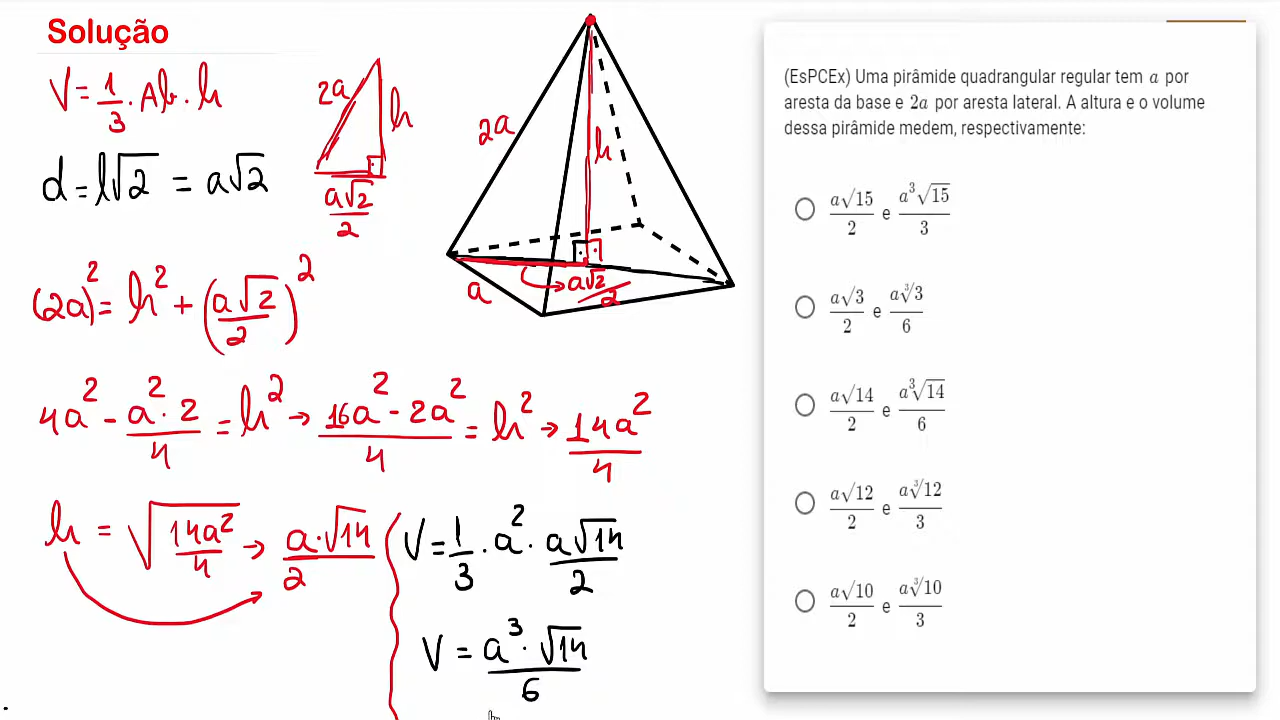 Solução
V = 1/3 · Ab · h
d = l√2 = a√2
2a
h
a√2/2
(2a)² = h² + (a√2/2)²
4a² - a²·2/4 = h² → 16a² - 2a²/4 = h² → 14a²/4
h = √(14a²/4) → a·√14/2
V = 1/3 · a² · a√14/2
V = a³·√14/6
2a
h
a
a√2/2
(EsPCEx) Uma pirâmide quadrangular regular tem a por
aresta da base e 2a por aresta lateral. A altura e o volume
dessa pirâmide medem, respectivamente:
a√15/2 e a³√15/3
a√3/2 e a∛3/6
a√14/2 e a³√14/6
a√12/2 e a∛12/3
a√10/2 e a∛10/3